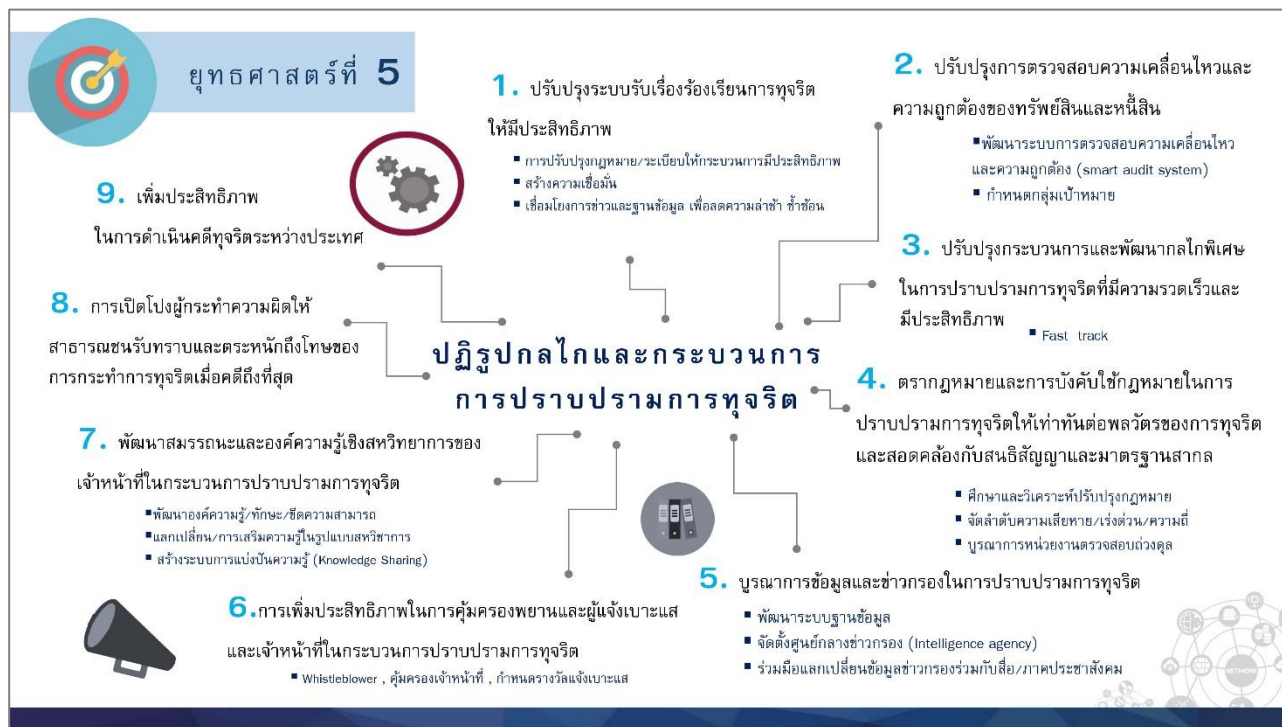 ยุทธศาสตร์ที่ 5
ปฏิรูปกลไกและกระบวนการ
การปราบปรามการทุจริต
1. ปรับปรุงระบบรับเรื่องร้องเรียนการทุจริต
ให้มีประสิทธิภาพ
▪ การปรับปรุงกฎหมาย/ระเบียบให้กระบวนการมีประสิทธิภาพ
▪ สร้างความเชื่อมั่น
▪ เชื่อมโยงการข่าวและฐานข้อมูล เพื่อลดความล่าช้า ซ้ำซ้อน
2. ปรับปรุงการตรวจสอบความเคลื่อนไหวและ
ความถูกต้องของทรัพย์สินและหนี้สิน
▪พัฒนาระบบการตรวจสอบความเคลื่อนไหว
และความถูกต้อง (smart audit system)
▪ กำหนดกลุ่มเป้าหมาย
3. ปรับปรุงกระบวนการและพัฒนากลไกพิเศษ
ในการปราบปรามการทุจริตที่มีความรวดเร็วและ
มีประสิทธิภาพ
▪ Fast track
4. ตรากฎหมายและการบังคับใช้กฎหมายในการ
ปราบปรามการทุจริตให้เท่าทันต่อพลวัตรของการทุจริต
และสอดคล้องกับสนธิสัญญาและมาตรฐานสากล
▪ ศึกษาและวิเคราะห์ปรับปรุงกฎหมาย
▪ จัดลำดับความเสียหาย/เร่งด่วน/ความถี่
▪ บูรณาการหน่วยงานตรวจสอบถ่วงดุล
5. บูรณาการข้อมูลและข่าวกรองในการปราบปรามการทุจริต
▪ พัฒนาระบบฐานข้อมูล
▪ จัดตั้งศูนย์กลางข่าวกรอง (Intelligence agency)
▪ ร่วมมือแลกเปลี่ยนข้อมูลข่าวกรองร่วมกับสื่อ/ภาคประชาสังคม
6.การเพิ่มประสิทธิภาพในการคุ้มครองพยานและผู้แจ้งเบาะแส
และเจ้าหน้าที่ในกระบวนการปราบปรามการทุจริต
▪ Whistleblower , คุ้มครองเจ้าหน้าที่ , กำหนดรางวัลแจ้งเบาะแส
7. พัฒนาสมรรถนะและองค์ความรู้เชิงสหวิทยาการของ
เจ้าหน้าที่ในกระบวนการปราบปรามการทุจริต
▪พัฒนาองค์ความรู้/ทักษะ/ขีดความสามารถ
▪แลกเปลี่ยน/การเสริมความรู้ในรูปแบบสหวิชาการ
▪ สร้างระบบการแบ่งปันความรู้ (Knowledge Sharing)
8. การเปิดโปงผู้กระทำความผิดให้
สาธารณชนรับทราบและตระหนักถึงโทษของ
การกระทำการทุจริตเมื่อคดีถึงที่สุด
9. เพิ่มประสิทธิภาพ
ในการดำเนินคดีทุจริตระหว่างประเทศ
NETWORK